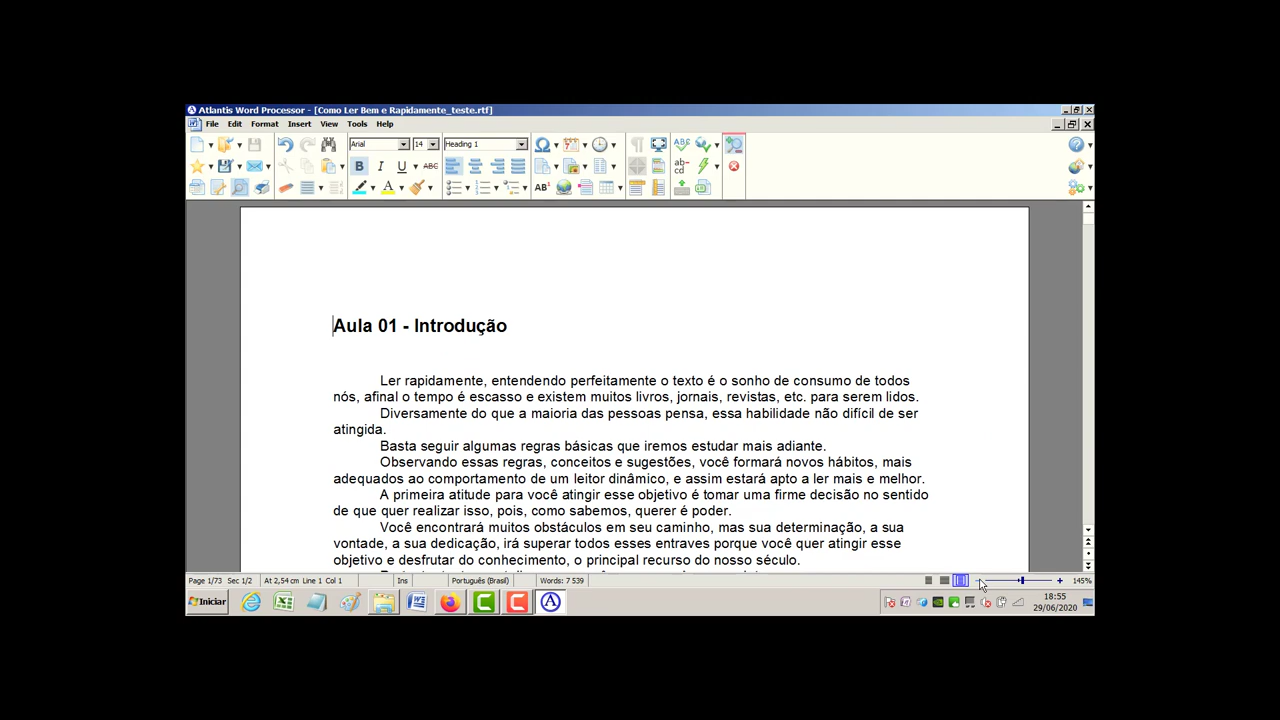 Atlantis Word Processor - [Como Ler Bem e Rapidamente_teste.rtf]
File Edit Format Insert View Tools Help
Arial 14 Heading 1
Aula 01 - Introdução
Ler rapidamente, entendendo perfeitamente o texto é o sonho de consumo de todos
nós, afinal o tempo é escasso e existem muitos livros, jornais, revistas, etc. para serem lidos.
Diversamente do que a maioria das pessoas pensa, essa habilidade não difícil de ser
atingida.
Basta seguir algumas regras básicas que iremos estudar mais adiante.
Observando essas regras, conceitos e sugestões, você formará novos hábitos, mais
adequados ao comportamento de um leitor dinâmico, e assim estará apto a ler mais e melhor.
A primeira atitude para você atingir esse objetivo é tomar uma firme decisão no sentido
de que quer realizar isso, pois, como sabemos, querer é poder.
Você encontrará muitos obstáculos em seu caminho, mas sua determinação, a sua
vontade, a sua dedicação, irá superar todos esses entraves porque você quer atingir esse
objetivo e desfrutar do conhecimento, o principal recurso do nosso século.
Page 1/73 Sec 1/2 At 2,54 cm Line 1 Col 1 Ins Português (Brasil) Words: 7 539 145%
Iniciar 18:55
29/06/2020